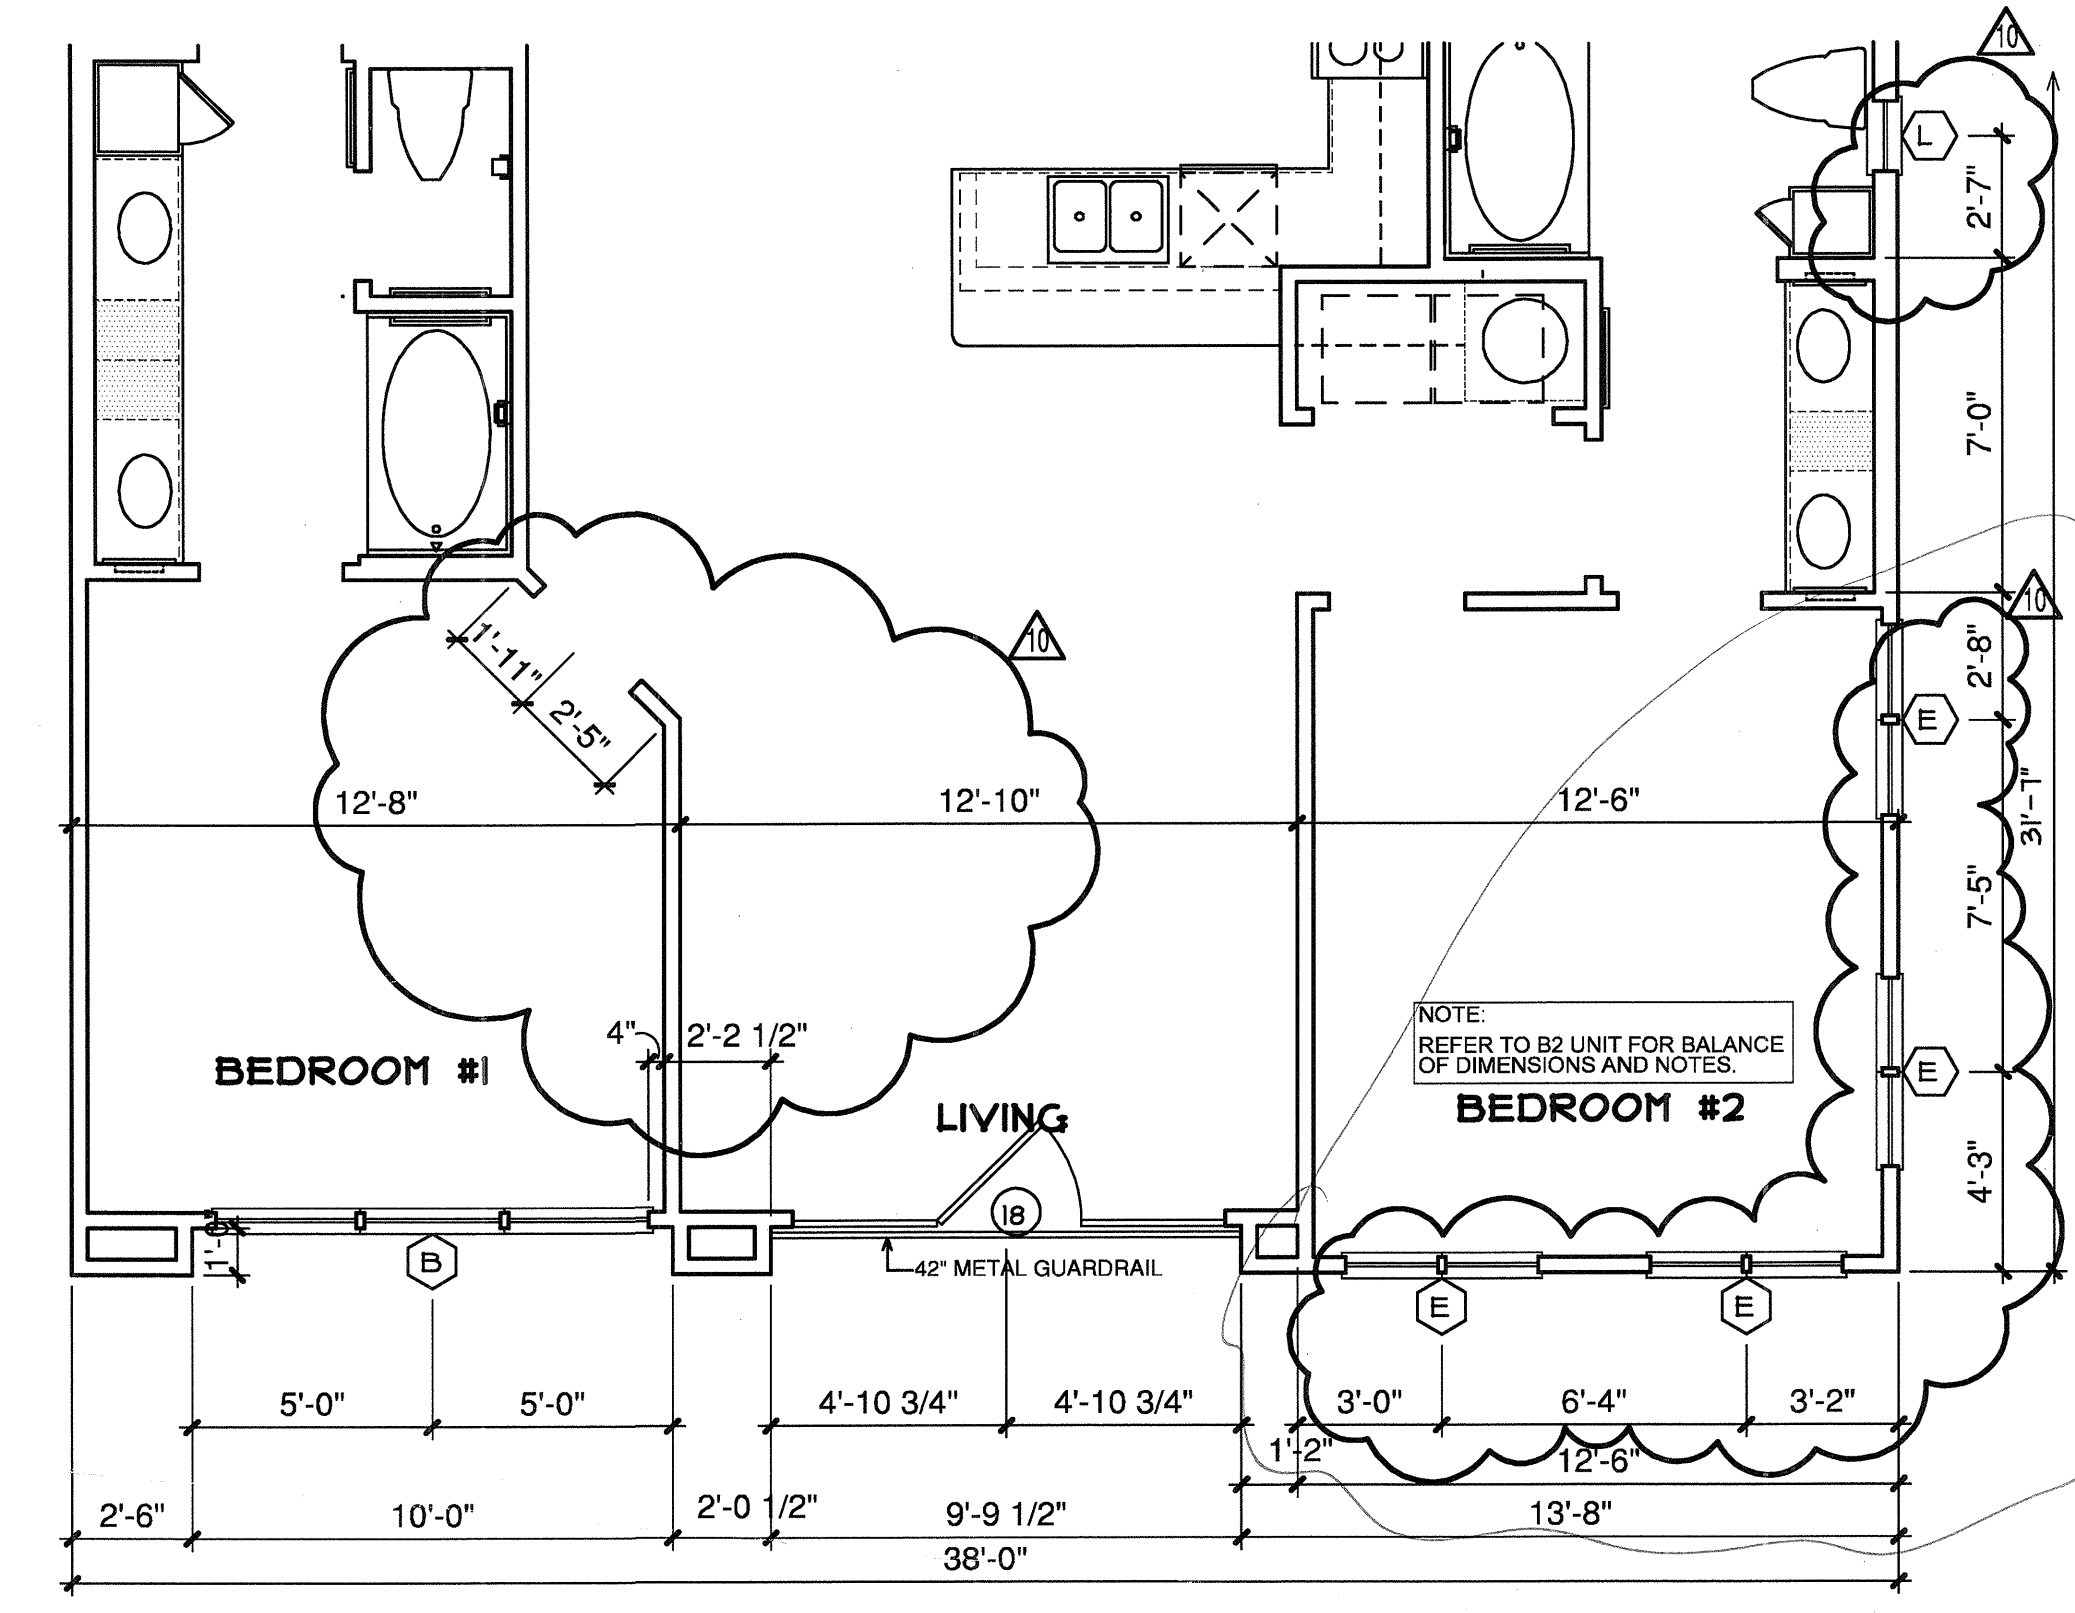 10
L
2'-7"
7'-0"
10
10
1'-11"
2'-8"
E
2'-5"
31'-7"
12'-8"
12'-10"
12'-6"
7'-5"
NOTE:
REFER TO B2 UNIT FOR BALANCE
OF DIMENSIONS AND NOTES.
4"
2'-2 1/2"
BEDROOM #1
E
LIVING
BEDROOM #2
4'-3"
18
B
42" METAL GUARDRAIL
E
E
5'-0"
5'-0"
4'-10 3/4"
4'-10 3/4"
3'-0"
6'-4"
3'-2"
1'-2"
12'-6"
2'-6"
10'-0"
2'-0 1/2"
9'-9 1/2"
13'-8"
38'-0"